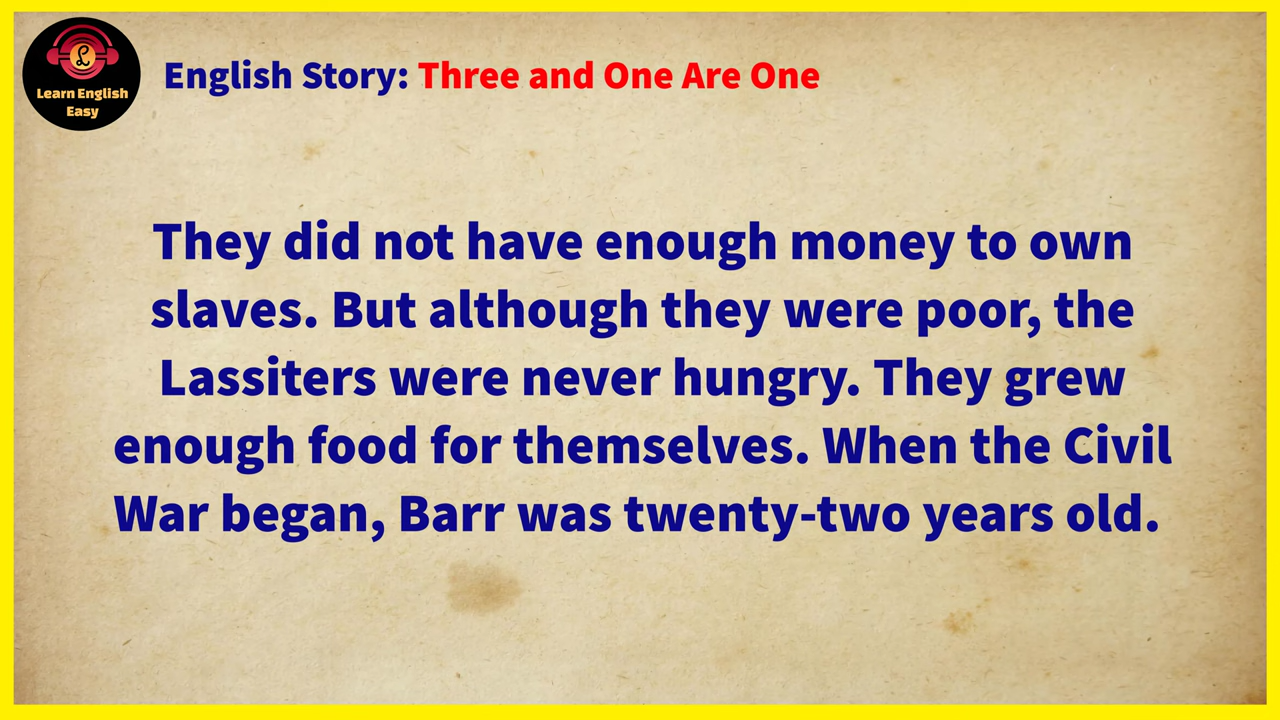 Learn English
Easy
English Story: Three and One Are One
They did not have enough money to own
slaves. But although they were poor, the
Lassiters were never hungry. They grew
enough food for themselves. When the Civil
War began, Barr was twenty-two years old.